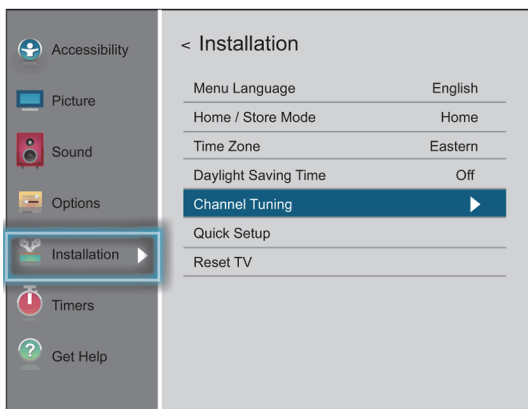 Accessibility
Picture
Sound
Options
Installation
Timers
Get Help
< Installation
Menu Language English
Home / Store Mode Home
Time Zone Eastern
Daylight Saving Time Off
Channel Tuning
Quick Setup
Reset TV